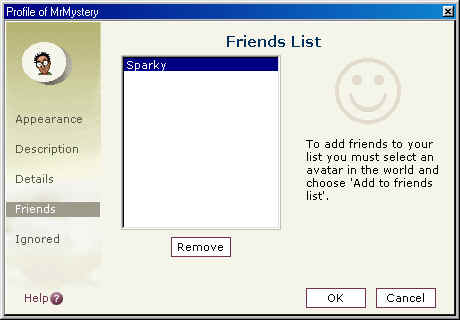 Profile of MrMystery
Friends List
Appearance
Description
Details
Friends
Ignored
Help?
Sparky
Remove
To add friends to your
list you must select an
avatar in the world and
choose 'Add to friends
list'.
OK
Cancel